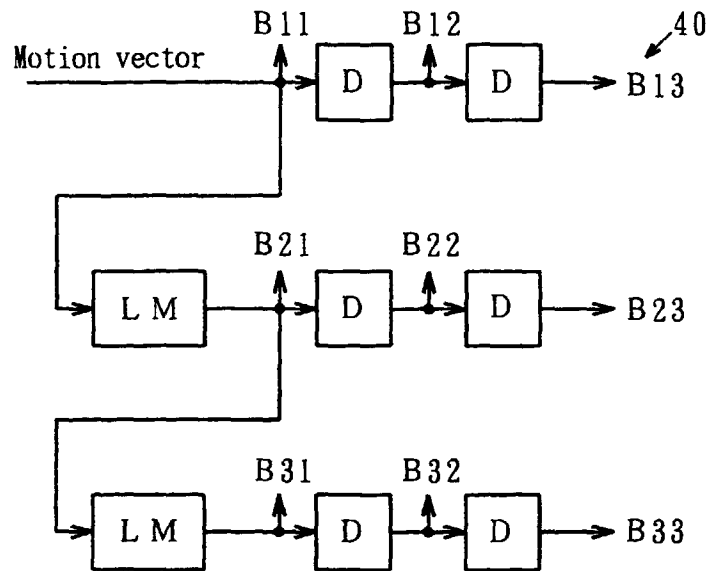 B11 B12 40
Motion vector
D D B13
B21 B22
LM D D B23
B31 B32
LM D D B33